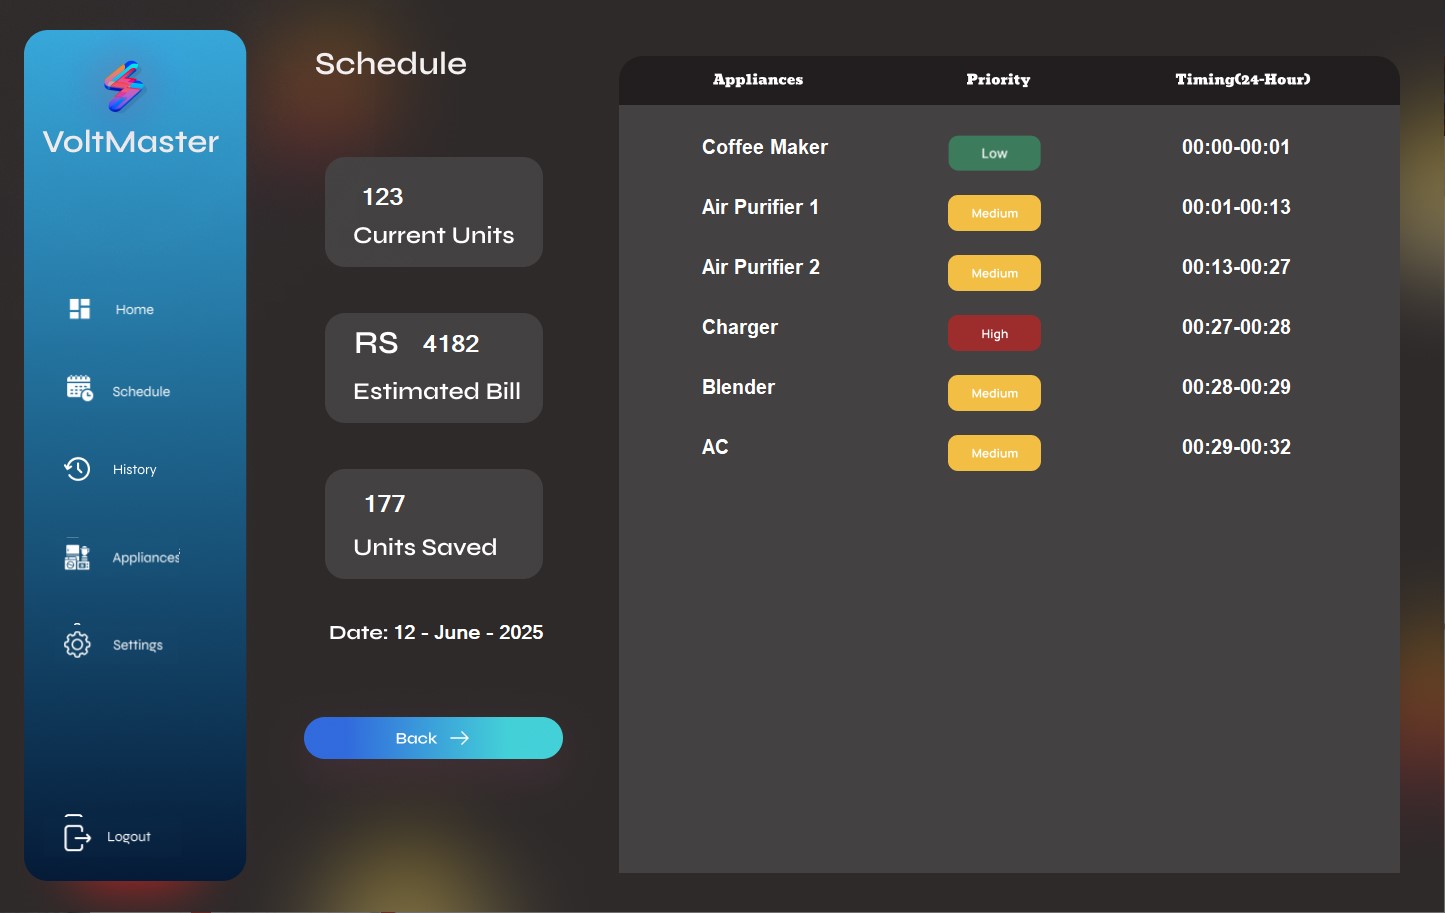 VoltMaster
Home
Schedule
History
Appliances
Settings
Logout
Schedule
123
Current Units
RS 4182
Estimated Bill
177
Units Saved
Date: 12 - June - 2025
Back
Appliances Priority Timing(24-Hour)
Coffee Maker Low 00:00-00:01
Air Purifier 1 Medium 00:01-00:13
Air Purifier 2 Medium 00:13-00:27
Charger High 00:27-00:28
Blender Medium 00:28-00:29
AC Medium 00:29-00:32